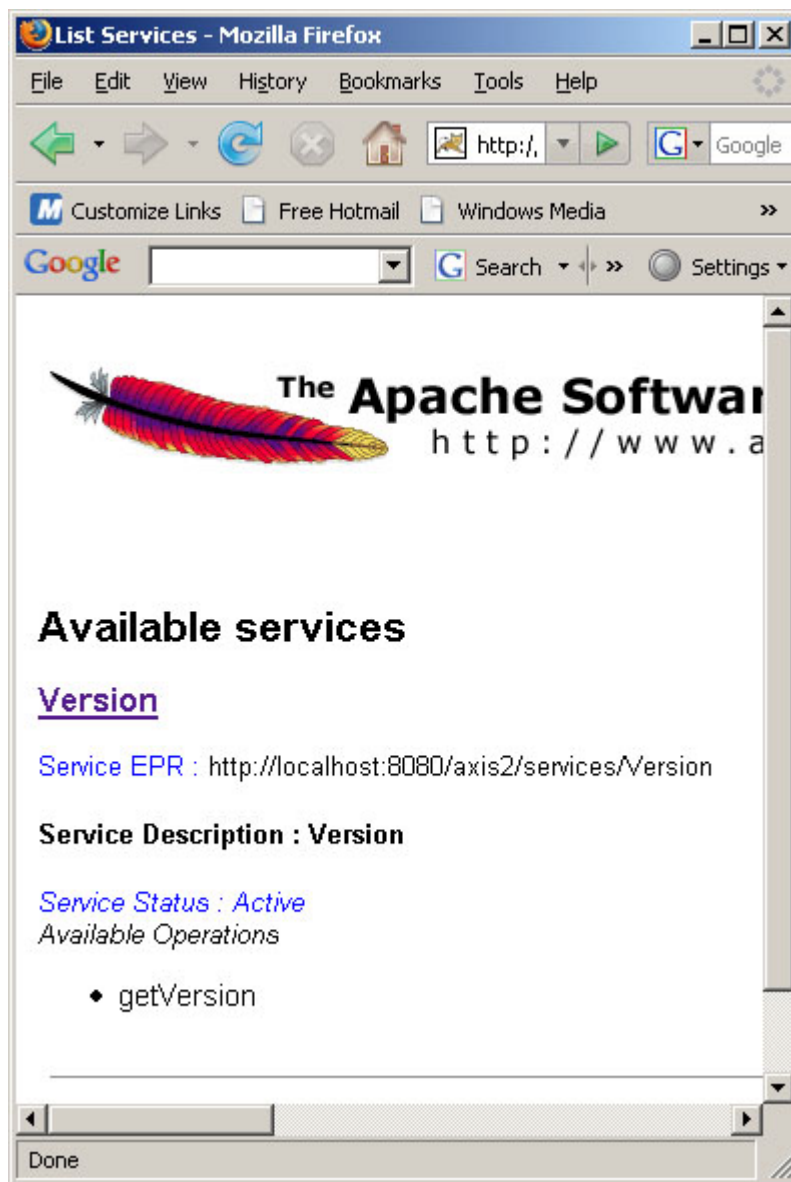 List Services - Mozilla Firefox
File Edit View History Bookmarks Tools Help
http:/, G Google
M Customize Links Free Hotmail Windows Media »
Google G Search » Settings
The Apache Softwar
http://www.a
Available services
Version
Service EPR : http://localhost:8080/axis2/services/Version
Service Description : Version
Service Status : Active
Available Operations
• getVersion
Done